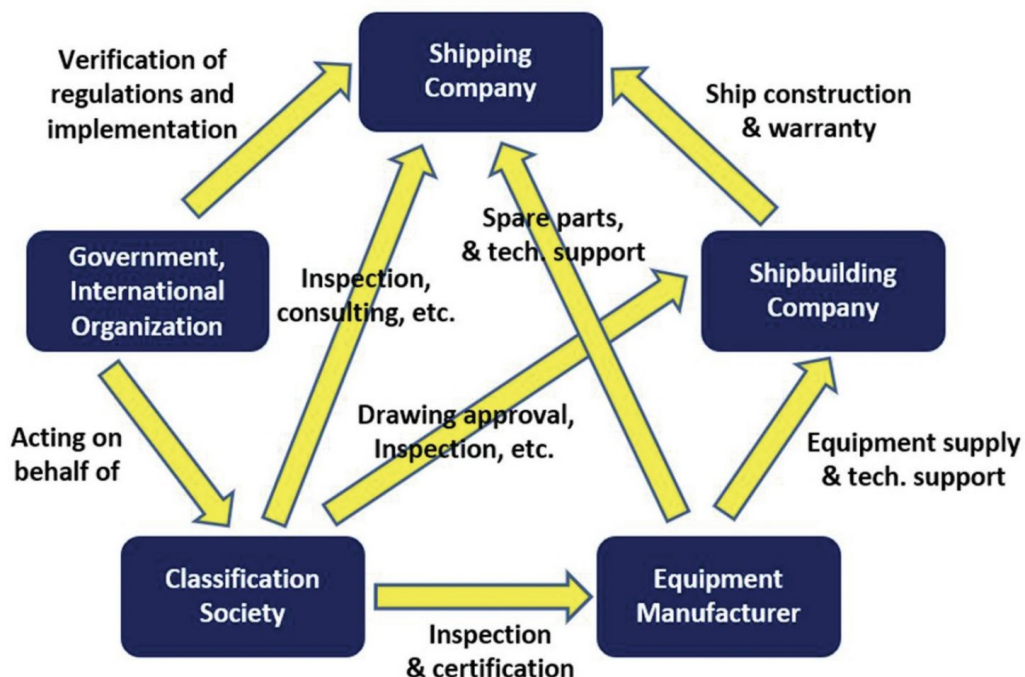 Shipping
Company
Verification of
regulations and
implementation
Ship construction
& warranty
Government,
International
Organization
Inspection,
consulting, etc.
Spare parts,
& tech. support
Shipbuilding
Company
Acting on
behalf of
Drawing approval,
Inspection, etc.
Equipment supply
& tech. support
Classification
Society
Inspection
& certification
Equipment
Manufacturer